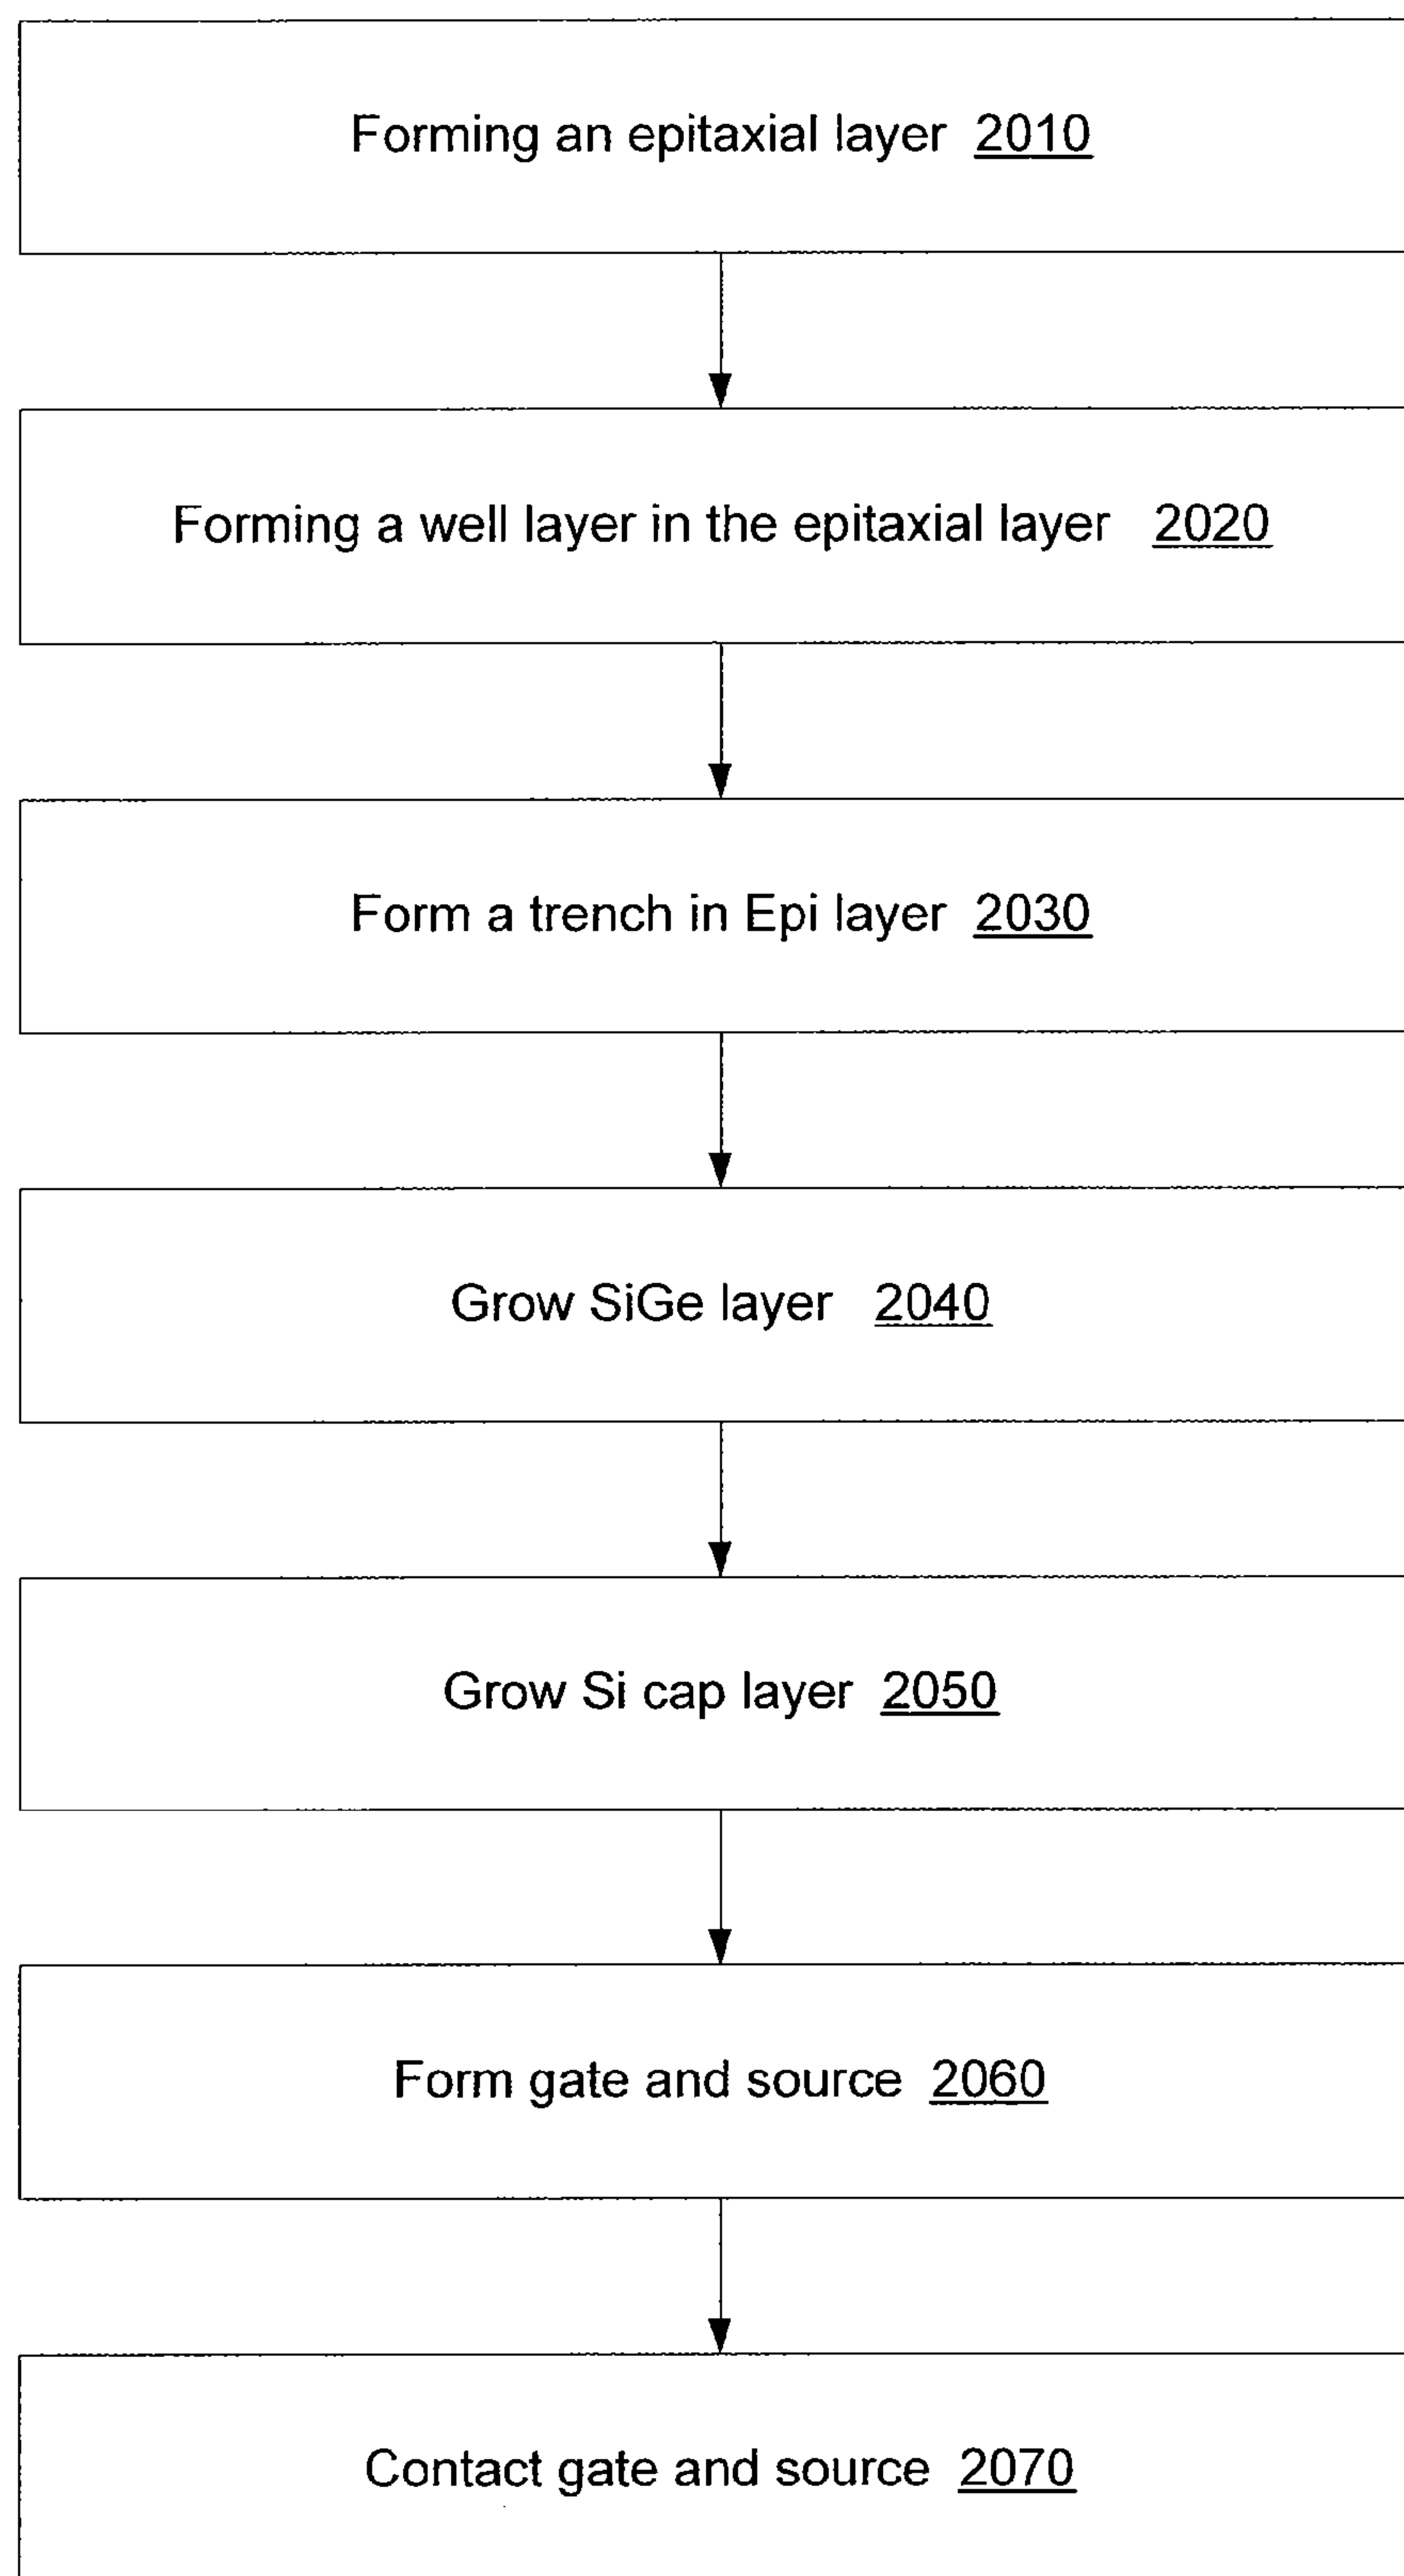 Forming an epitaxial layer 2010
Forming a well layer in the epitaxial layer 2020
Form a trench in Epi layer 2030
Grow SiGe layer 2040
Grow Si cap layer 2050
Form gate and source 2060
Contact gate and source 2070